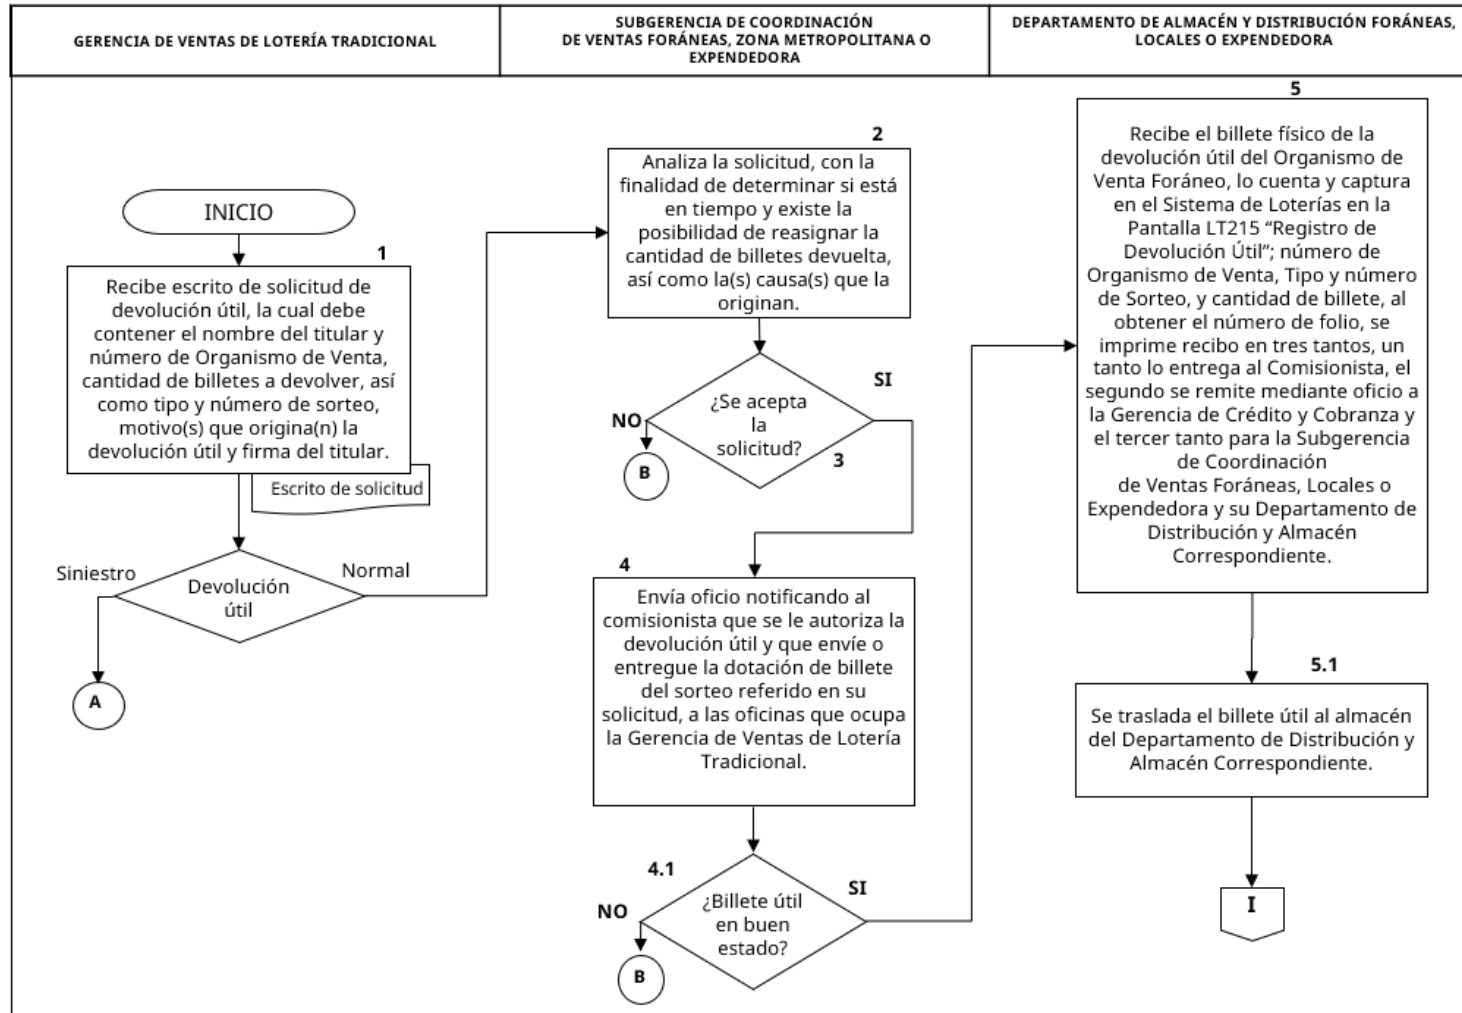 GERENCIA DE VENTAS DE LOTERÍA TRADICIONAL
SUBGERENCIA DE COORDINACIÓN
DE VENTAS FORÁNEAS, ZONA METROPOLITANA O
EXPENDEDORA
DEPARTAMENTO DE ALMACÉN Y DISTRIBUCIÓN FORÁNEAS,
LOCALES O EXPENDEDORA
INICIO
1
Recibe escrito de solicitud de
devolución útil, la cual debe
contener el nombre del titular y
número de Organismo de Venta,
cantidad de billetes a devolver, así
como tipo y número de sorteo,
motivo(s) que origina(n) la
devolución útil y firma del titular.
Escrito de solicitud
Siniestro
Normal
Devolución
útil
A
2
Analiza la solicitud, con la
finalidad de determinar si está
en tiempo y existe la
posibilidad de reasignar la
cantidad de billetes devuelta,
así como la(s) causa(s) que la
originan.
SI
NO
¿Se acepta
la
solicitud?
3
B
4
Envía oficio notificando al
comisionista que se le autoriza la
devolución útil y que envíe o
entregue la dotación de billete
del sorteo referido en su
solicitud, a las oficinas que ocupa
la Gerencia de Ventas de Lotería
Tradicional.
4.1
SI
NO
¿Billete útil
en buen
estado?
B
5
Recibe el billete físico de la
devolución útil del Organismo de
Venta Foráneo, lo cuenta y captura
en el Sistema de Loterías en la
Pantalla LT215 “Registro de
Devolución Útil”; número de
Organismo de Venta, Tipo y número
de Sorteo, y cantidad de billete, al
obtener el número de folio, se
imprime recibo en tres tantos, un
tanto lo entrega al Comisionista, el
segundo se remite mediante oficio a
la Gerencia de Crédito y Cobranza y
el tercer tanto para la Subgerencia
de Coordinación
de Ventas Foráneas, Locales o
Expendedora y su Departamento de
Distribución y Almacén
Correspondiente.
5.1
Se traslada el billete útil al almacén
del Departamento de Distribución y
Almacén Correspondiente.
I